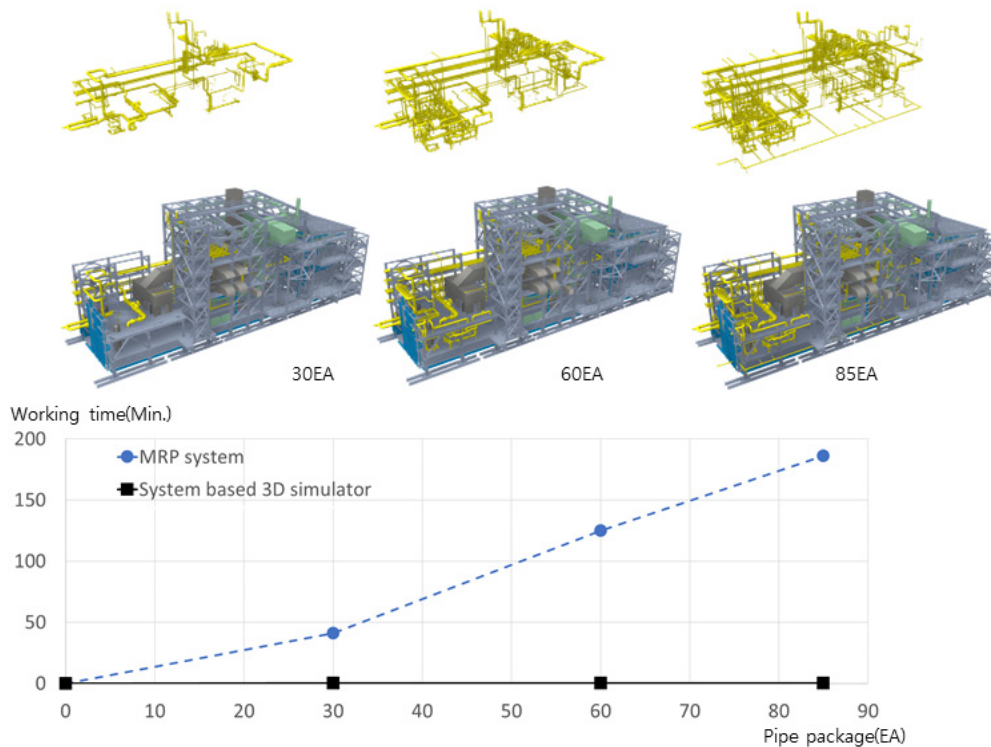 30EA
60EA
85EA
Working time(Min.)
200
150
100
50
0
MRP system
System based 3D simulator
0 10 20 30 40 50 60 70 80 90
Pipe package(EA)